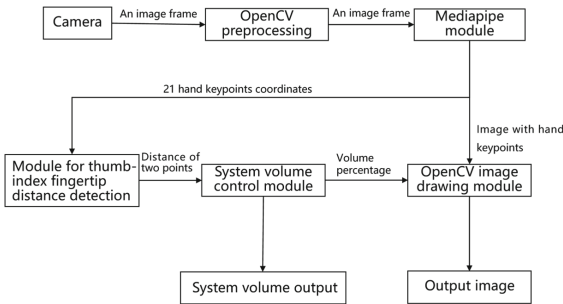 Camera
An image frame
OpenCV
preprocessing
An image frame
Mediapipe
module
21 hand keypoints coordinates
Image with hand
keypoints
Module for thumb-
index fingertip
distance detection
Distance of
two points
System volume
control module
Volume
percentage
OpenCV image
drawing module
System volume output
Output image